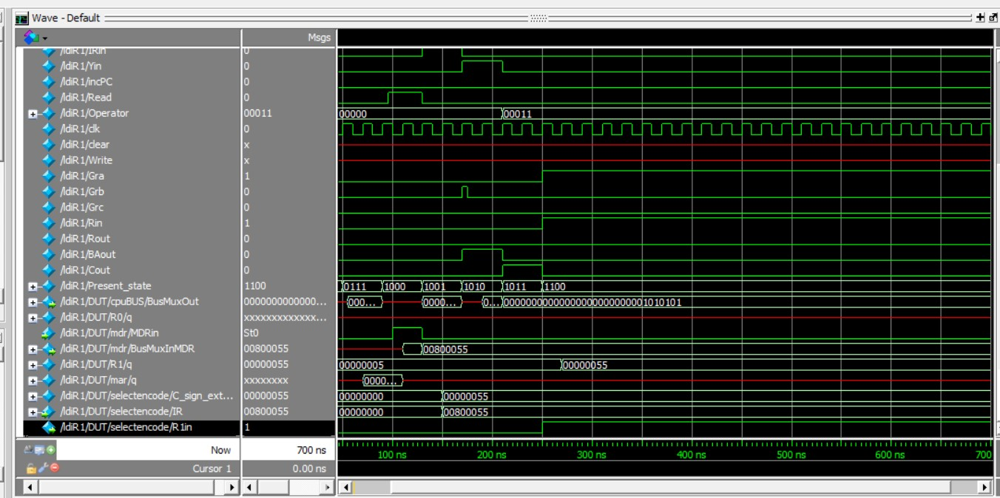 Wave - Default
Msgs
/ldiR1/IRin 0
/ldiR1/Yin 0
/ldiR1/incPC 0
/ldiR1/Read 0
/ldiR1/Operator 00011 00000 00011
/ldiR1/clk 0
/ldiR1/clear x
/ldiR1/Write x
/ldiR1/Gra 1
/ldiR1/Grb 0
/ldiR1/Grc 0
/ldiR1/Rin 1
/ldiR1/Rout 0
/ldiR1/BAout 0
/ldiR1/Cout 0
/ldiR1/Present_state 1100 0111 1000 1001 1010 1011 1100
/ldiR1/DUT/cpuBUS/BusMuxOut 0000000000000... 000... 0000... 0... 00000000000000000000000001010101
/ldiR1/DUT/R0/q xxxxxxxxxxxxx...
/ldiR1/DUT/mdr/MDRin St0
/ldiR1/DUT/mdr/BusMuxInMDR 00800055 00800055
/ldiR1/DUT/R1/q 00000055 00000005 00000055
/ldiR1/DUT/mar/q xxxxxxxx 0000...
/ldiR1/DUT/selectencode/C_sign_ext... 00000055 00000000 00000055
/ldiR1/DUT/selectencode/IR 00800055 00000000 00800055
/ldiR1/DUT/selectencode/R1in 1
Now 700 ns 100 ns 200 ns 300 ns 400 ns 500 ns 600 ns 700
Cursor 1 0.00 ns